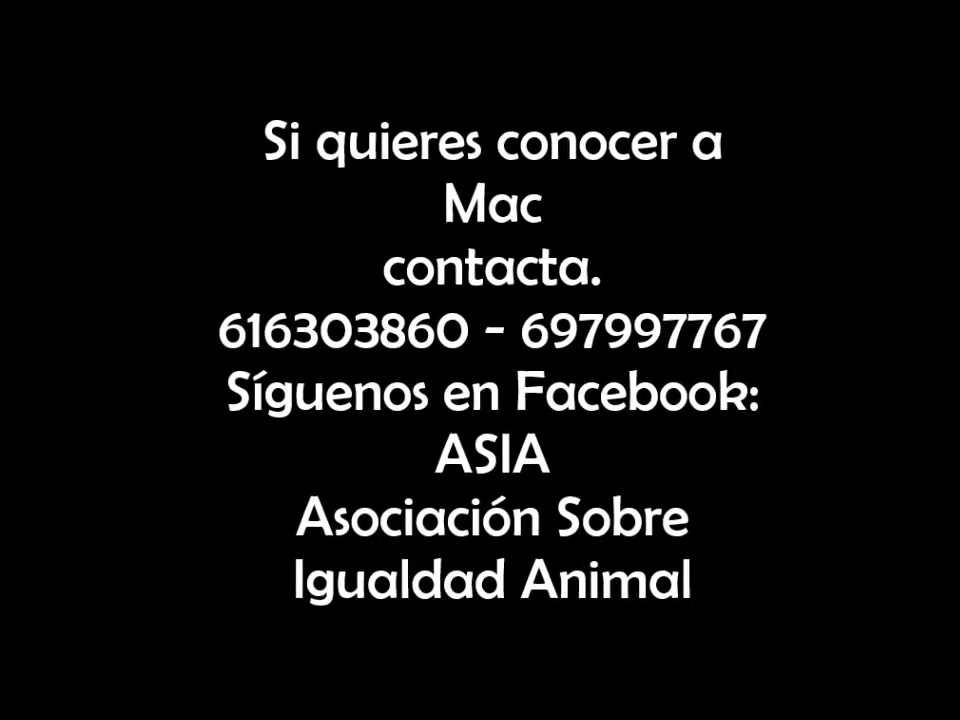 Si quieres conocer a
Mac
contacta.
616303860 - 697997767
Síguenos en Facebook:
ASIA
Asociación Sobre
Igualdad Animal